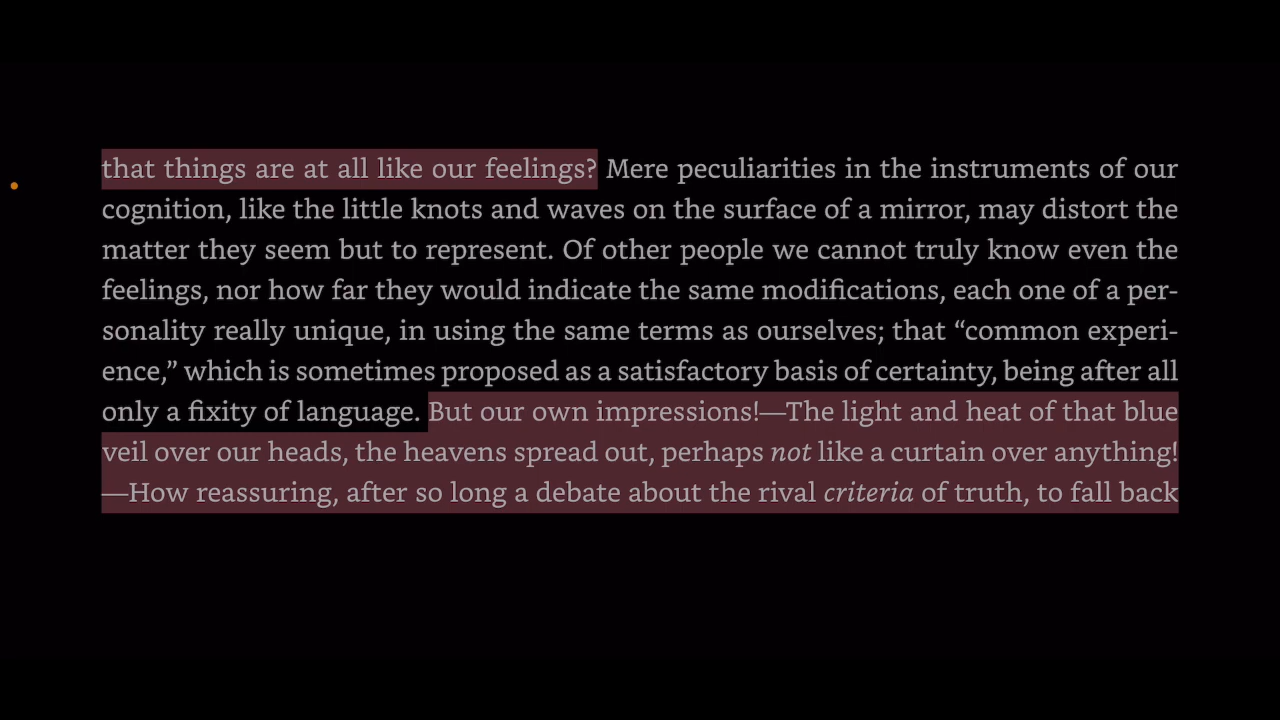 that things are at all like our feelings? Mere peculiarities in the instruments of our
cognition, like the little knots and waves on the surface of a mirror, may distort the
matter they seem but to represent. Of other people we cannot truly know even the
feelings, nor how far they would indicate the same modifications, each one of a per-
sonality really unique, in using the same terms as ourselves; that “common experi-
ence,” which is sometimes proposed as a satisfactory basis of certainty, being after all
only a fixity of language. But our own impressions!—The light and heat of that blue
veil over our heads, the heavens spread out, perhaps not like a curtain over anything!
—How reassuring, after so long a debate about the rival criteria of truth, to fall back